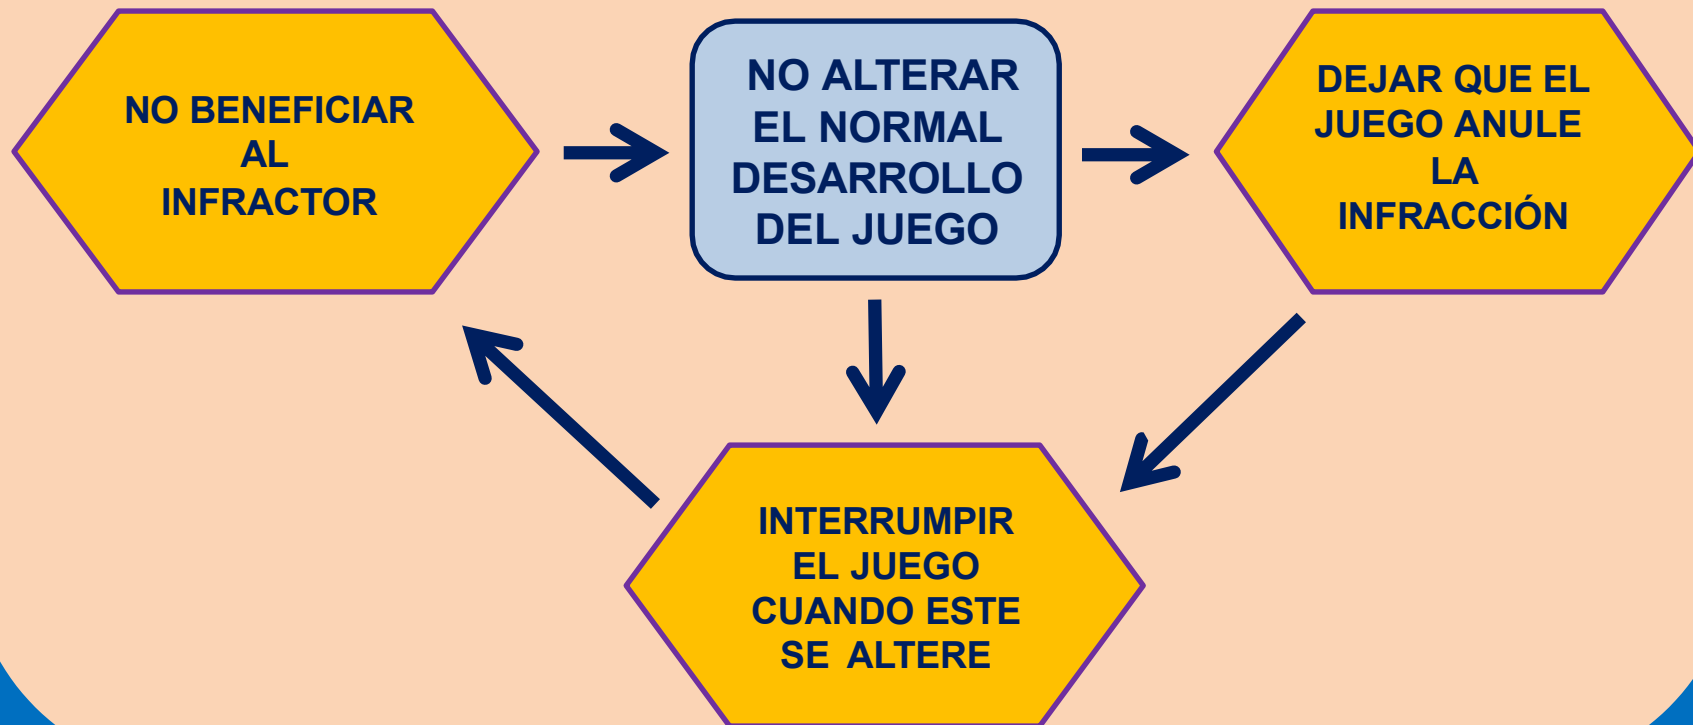 NO BENEFICIAR
AL
INFRACTOR
NO ALTERAR
EL NORMAL
DESARROLLO
DEL JUEGO
DEJAR QUE EL
JUEGO ANULE
LA
INFRACCIÓN
INTERRUMPIR
EL JUEGO
CUANDO ESTE
SE ALTERE